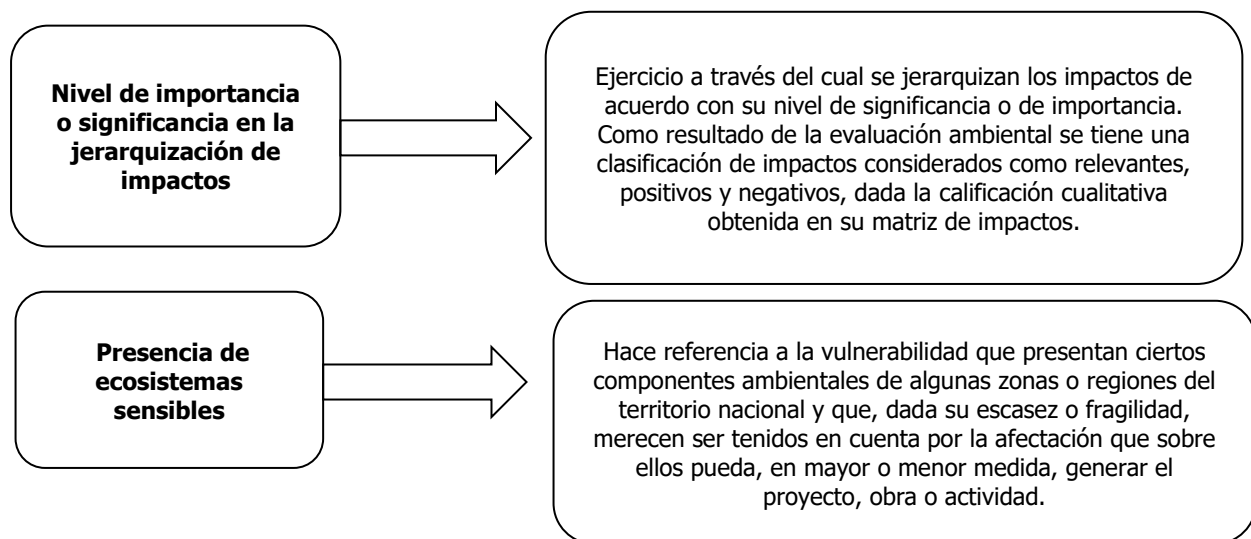 Nivel de importancia
o significancia en la
jerarquización de
impactos
Ejercicio a través del cual se jerarquizan los impactos de
acuerdo con su nivel de significancia o de importancia.
Como resultado de la evaluación ambiental se tiene una
clasificación de impactos considerados como relevantes,
positivos y negativos, dada la calificación cualitativa
obtenida en su matriz de impactos.
Presencia de
ecosistemas
sensibles
Hace referencia a la vulnerabilidad que presentan ciertos
componentes ambientales de algunas zonas o regiones del
territorio nacional y que, dada su escasez o fragilidad,
merecen ser tenidos en cuenta por la afectación que sobre
ellos pueda, en mayor o menor medida, generar el
proyecto, obra o actividad.